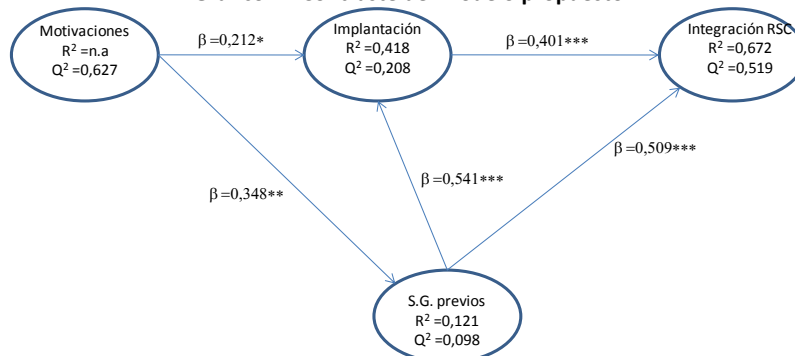 Motivaciones
R² =n.a
Q² =0,627
β =0,212*
Implantación
R² =0,418
Q² =0,208
β =0,401***
Integración RSC
R² =0,672
Q² =0,519
β =0,348**
β =0,541***
β =0,509***
S.G. previos
R² =0,121
Q² =0,098